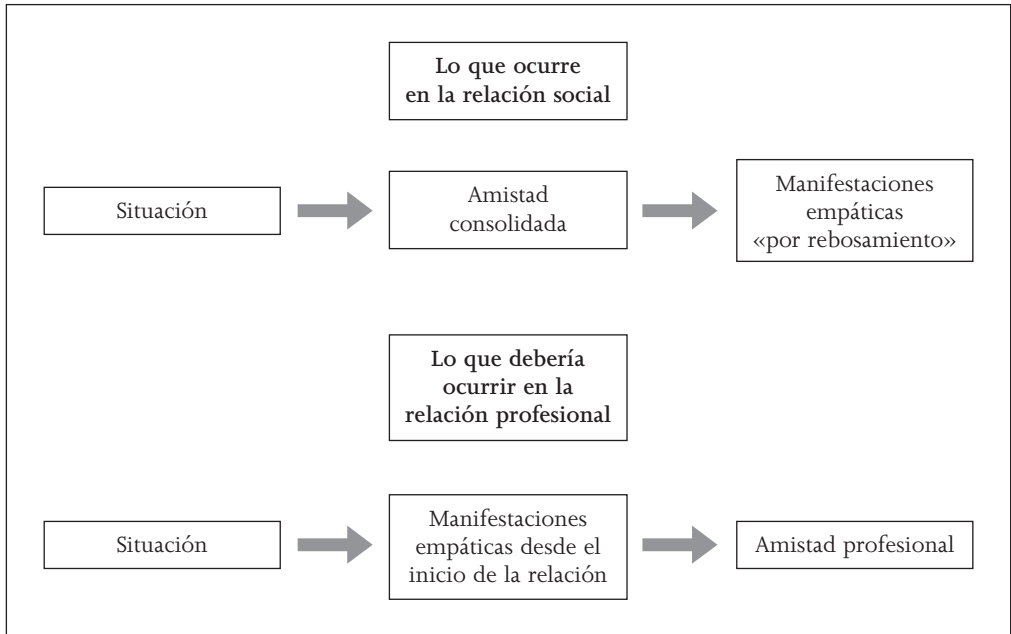 Lo que ocurre
en la relación social
Situación
Amistad
consolidada
Manifestaciones
empáticas
«por rebosamiento»
Lo que debería
ocurrir en la
relación profesional
Situación
Manifestaciones
empáticas desde el
inicio de la relación
Amistad profesional